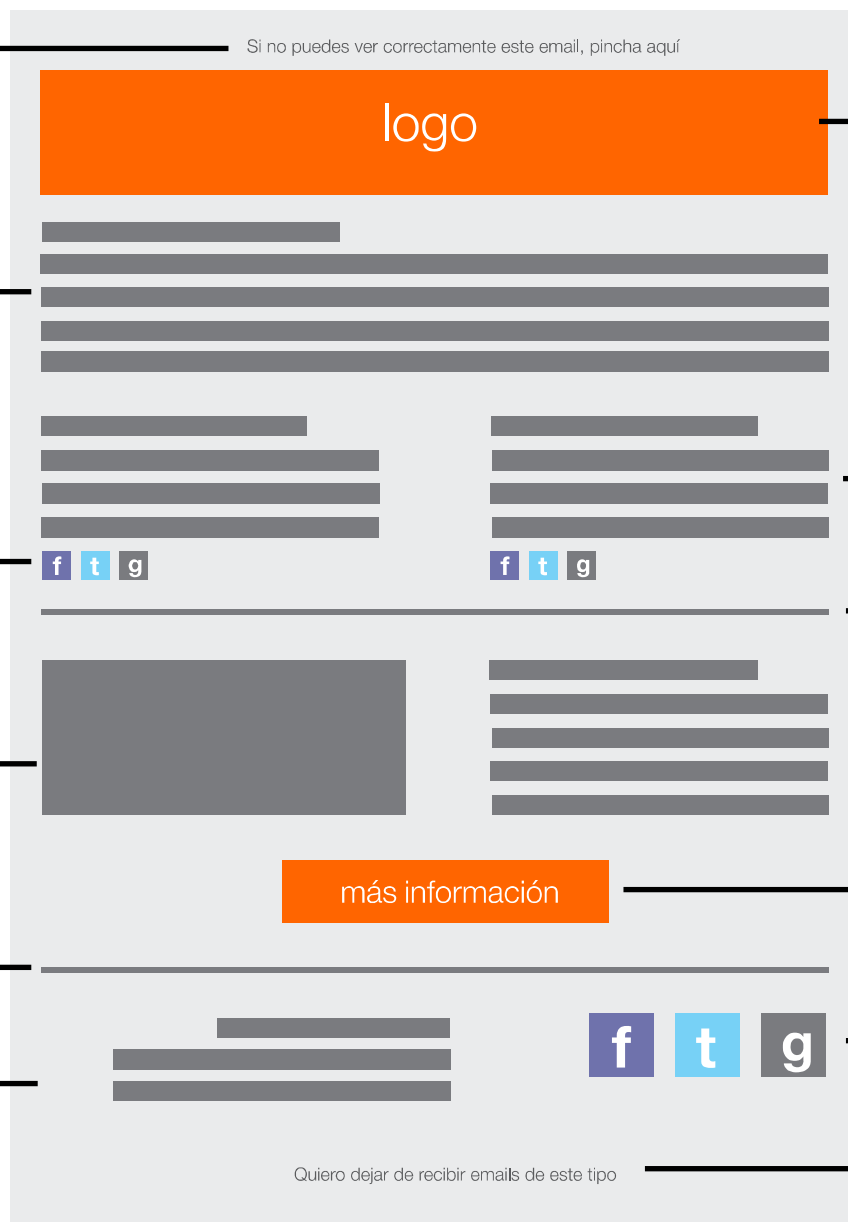 Si no puedes ver correctamente este email, pincha aquí
logo
f t g
f t g
más información
f t g
Quiero dejar de recibir emails de este tipo